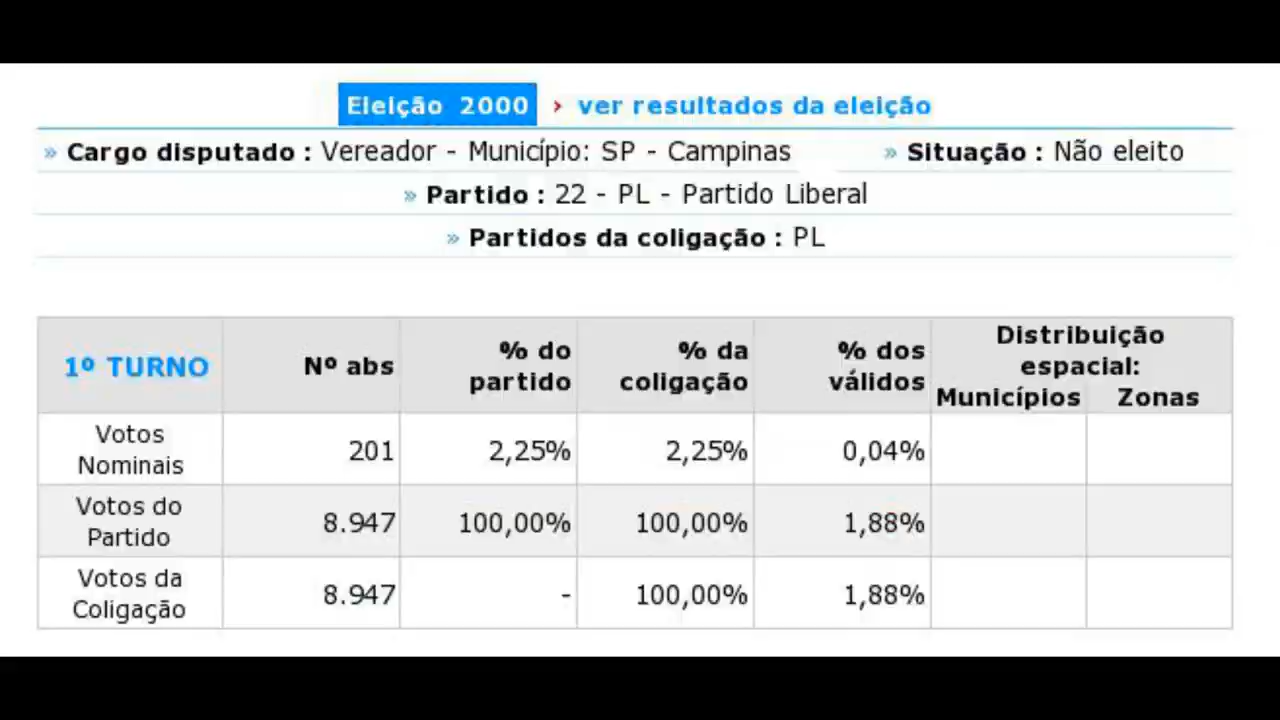 Eleição 2000 › ver resultados da eleição
» Cargo disputado : Vereador - Município: SP - Campinas » Situação : Não eleito
» Partido : 22 - PL - Partido Liberal
» Partidos da coligação : PL
1º TURNO Nº abs % do partido % da coligação % dos válidos Distribuição espacial: Municípios Zonas
Votos Nominais 201 2,25% 2,25% 0,04%
Votos do Partido 8.947 100,00% 100,00% 1,88%
Votos da Coligação 8.947 - 100,00% 1,88%